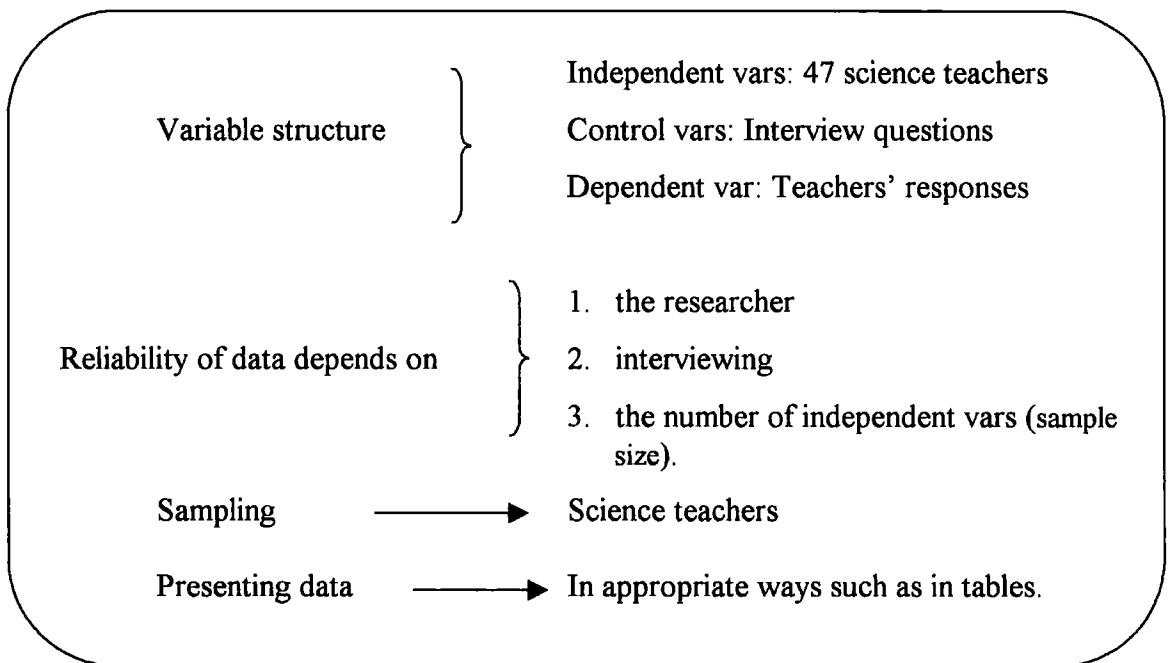 Independent vars: 47 science teachers
Variable structure
Control vars: Interview questions
Dependent var: Teachers’ responses
1. the researcher
Reliability of data depends on
2. interviewing
3. the number of independent vars (sample
size).
Sampling
Science teachers
Presenting data
In appropriate ways such as in tables.